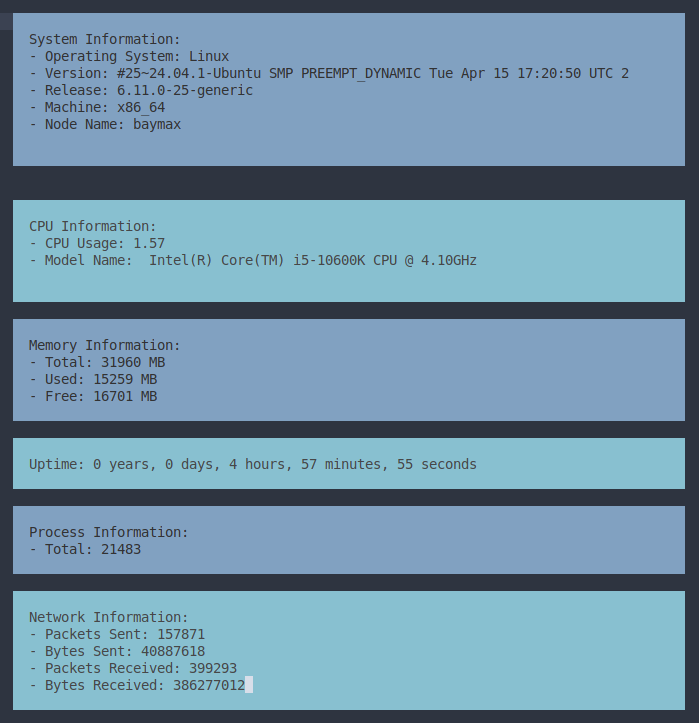 System Information:
- Operating System: Linux
- Version: #25~24.04.1-Ubuntu SMP PREEMPT_DYNAMIC Tue Apr 15 17:20:50 UTC 2
- Release: 6.11.0-25-generic
- Machine: x86_64
- Node Name: baymax
CPU Information:
- CPU Usage: 1.57
- Model Name:  Intel(R) Core(TM) i5-10600K CPU @ 4.10GHz
Memory Information:
- Total: 31960 MB
- Used: 15259 MB
- Free: 16701 MB
Uptime: 0 years, 0 days, 4 hours, 57 minutes, 55 seconds
Process Information:
- Total: 21483
Network Information:
- Packets Sent: 157871
- Bytes Sent: 40887618
- Packets Received: 399293
- Bytes Received: 386277012